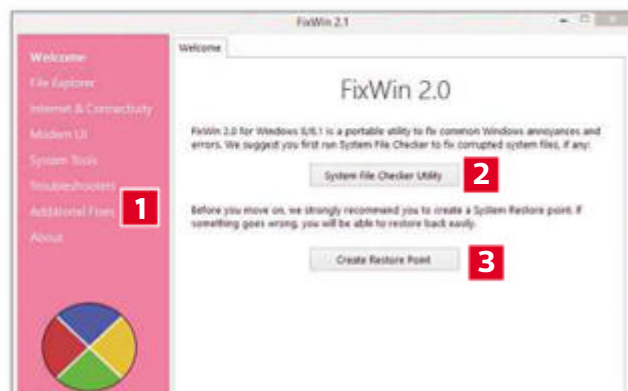 FixWin 2.1
Welcome
File Explorer
Internet & Connectivity
Modern UI
System Tools
Troubleshooters
Additional Fixes
About
1
Welcome
FixWin 2.0
FixWin 2.0 for Windows 8/8.1 is a portable utility to fix common Windows annoyances and
errors. We suggest you first run System File Checker to fix corrupted system files, if any:
System File Checker Utility
2
Before you move on, we strongly recommend you to create a System Restore point. If
something goes wrong, you will be able to restore back easily.
Create Restore Point
3